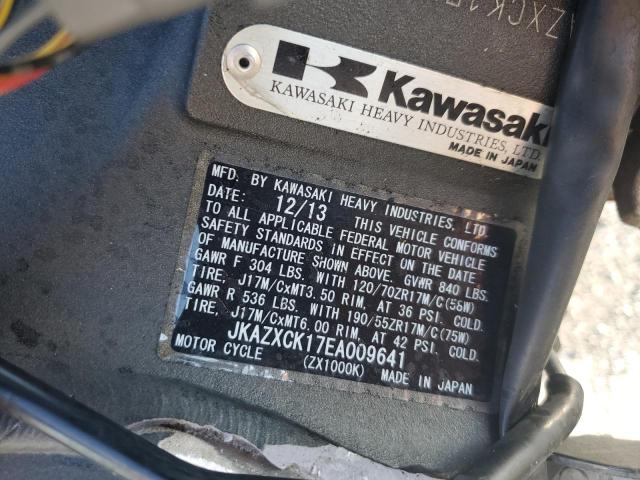 ZXCK1
Kawasaki
KAWASAKI HEAVY INDUSTRIES, LTD.
MADE IN JAPAN
MFD. BY KAWASAKI HEAVY INDUSTRIES, LTD.
DATE: 12/13 THIS VEHICLE CONFORMS
TO ALL APPLICABLE FEDERAL MOTOR VEHICLE
SAFETY STANDARDS IN EFFECT ON THE DATE
OF MANUFACTURE SHOWN ABOVE. GVWR 840 LBS.
GAWR F 304 LBS. WITH 120/70ZR17M/C(58W)
TIRE, J17M/CxMT3.50 RIM, AT 36 PSI. COLD.
GAWR R 536 LBS. WITH 190/55ZR17M/C(75W)
TIRE, J17M/CxMT6.00 RIM, AT 42 PSI. COLD.
JKAZXCK17EA009641
MOTOR CYCLE (ZX1000K) MADE IN JAPAN